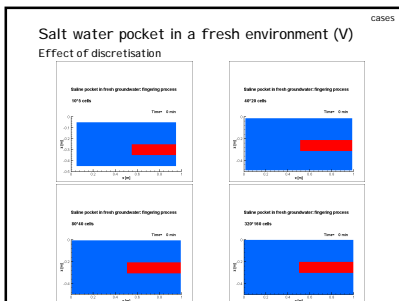 cases
Salt water pocket in a fresh environment (V)
Effect of discretisation
Saline pocket in fresh groundwater: fingering process
10*5 cells
Time= 0 min
Saline pocket in fresh groundwater: fingering process
40*20 cells
Time= 0 min
x [m]
x [m]
Saline pocket in fresh groundwater: fingering process
80*40 cells
Time= 0 min
Saline pocket in fresh groundwater: fingering process
320*160 cells
Time= 0 min